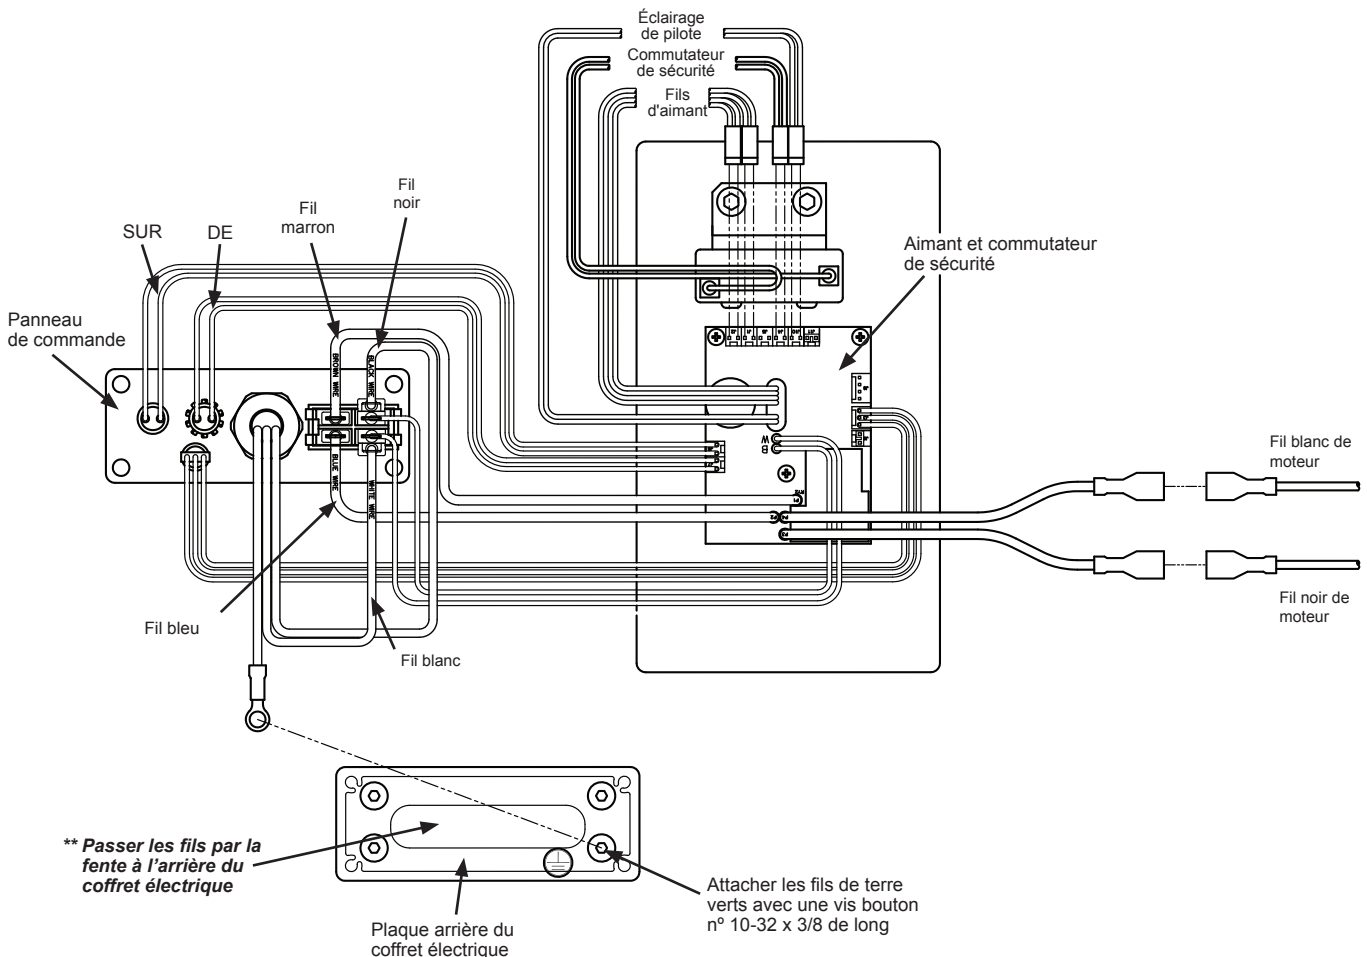 Éclairage
de pilote
Commutateur
de sécurité
Fils
d'aimant
Fil
noir
Fil
marron
SUR
DE
Aimant et commutateur
de sécurité
Panneau
de commande
BROWN WIRE
BLACK WIRE
BLUE WIRE
WHITE WIRE
W
B
Fil blanc de
moteur
Fil noir de
moteur
Fil bleu
Fil blanc
** Passer les fils par la
fente à l'arrière du
coffret électrique
Attacher les fils de terre
verts avec une vis bouton
nº 10-32 x 3/8 de long
Plaque arrière du
coffret électrique